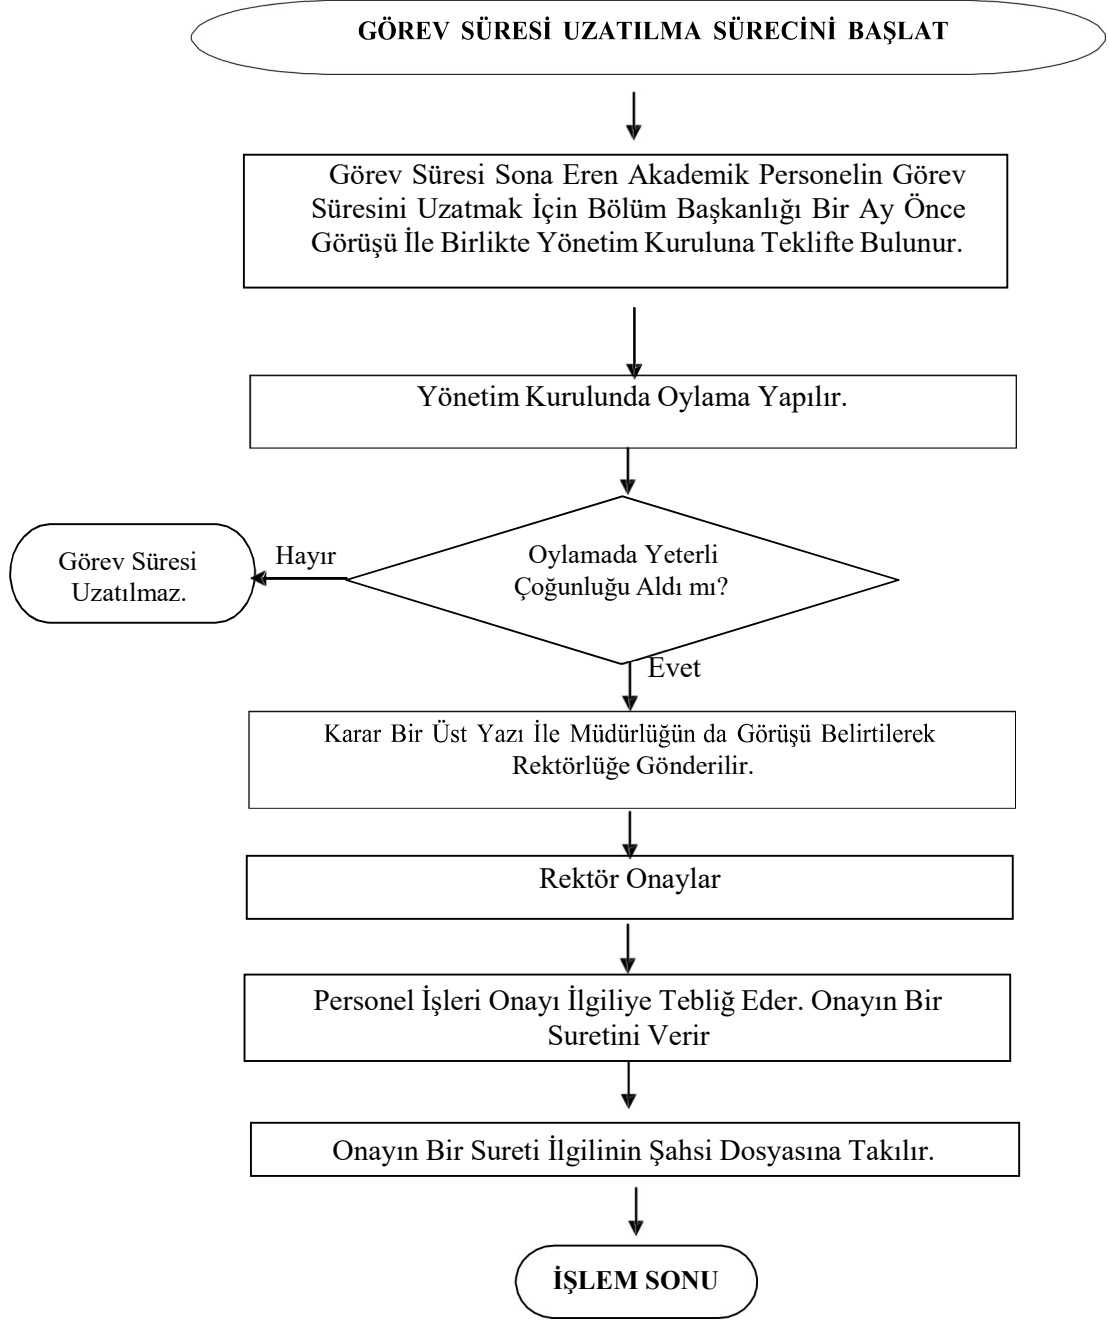 GÖREV SÜRESİ UZATILMA SÜRECİNİ BAŞLAT
Görev Süresi Sona Eren Akademik Personelin Görev
Süresini Uzatmak İçin Bölüm Başkanlığı Bir Ay Önce
Görüşü İle Birlikte Yönetim Kuruluna Teklifte Bulunur.
Yönetim Kurulunda Oylama Yapılır.
Oylamada Yeterli
Çoğunluğu Aldı mı?
Hayır
Görev Süresi
Uzatılmaz.
Evet
Karar Bir Üst Yazı İle Müdürlüğün da Görüşü Belirtilerek
Rektörlüğe Gönderilir.
Rektör Onaylar
Personel İşleri Onayı İlgiliye Tebliğ Eder. Onayın Bir
Suretini Verir
Onayın Bir Sureti İlgilinin Şahsi Dosyasına Takılır.
İŞLEM SONU